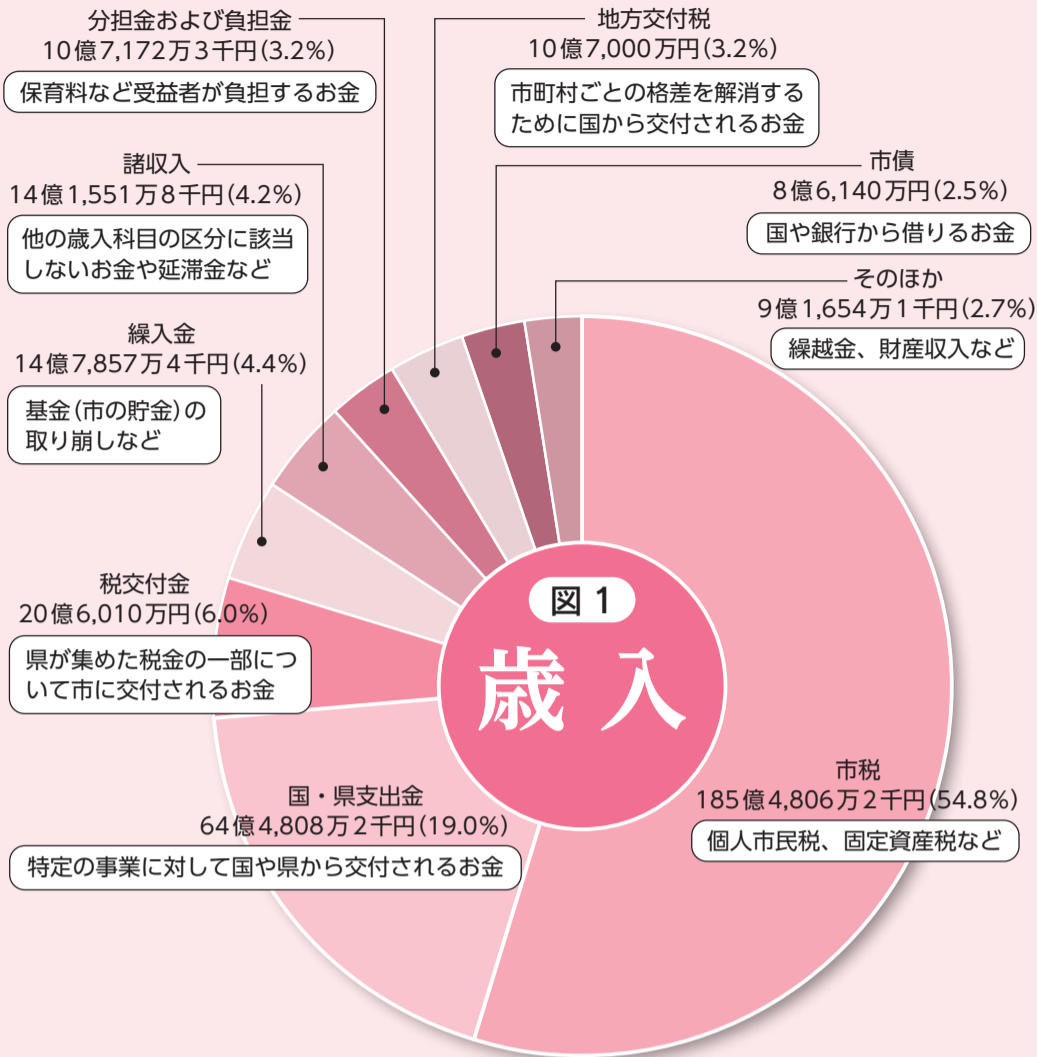 分担金および負担金
10億7,172万3千円(3.2%)
保育料など受益者が負担するお金
地方交付税
10億7,000万円(3.2%)
市町村ごとの格差を解消する
ために国から交付されるお金
諸収入
14億1,551万8千円(4.2%)
他の歳入科目の区分に該当
しないお金や延滞金など
市債
8億6,140万円(2.5%)
国や銀行から借りるお金
そのほか
9億1,654万1千円(2.7%)
繰越金、財産収入など
繰入金
14億7,857万4千円(4.4%)
基金(市の貯金)の
取り崩しなど
税交付金
20億6,010万円(6.0%)
県が集めた税金の一部につ
いて市に交付されるお金
図 1
歳 入
国・県支出金
64億4,808万2千円(19.0%)
特定の事業に対して国や県から交付されるお金
市税
185億4,806万2千円(54.8%)
個人市民税、固定資産税など